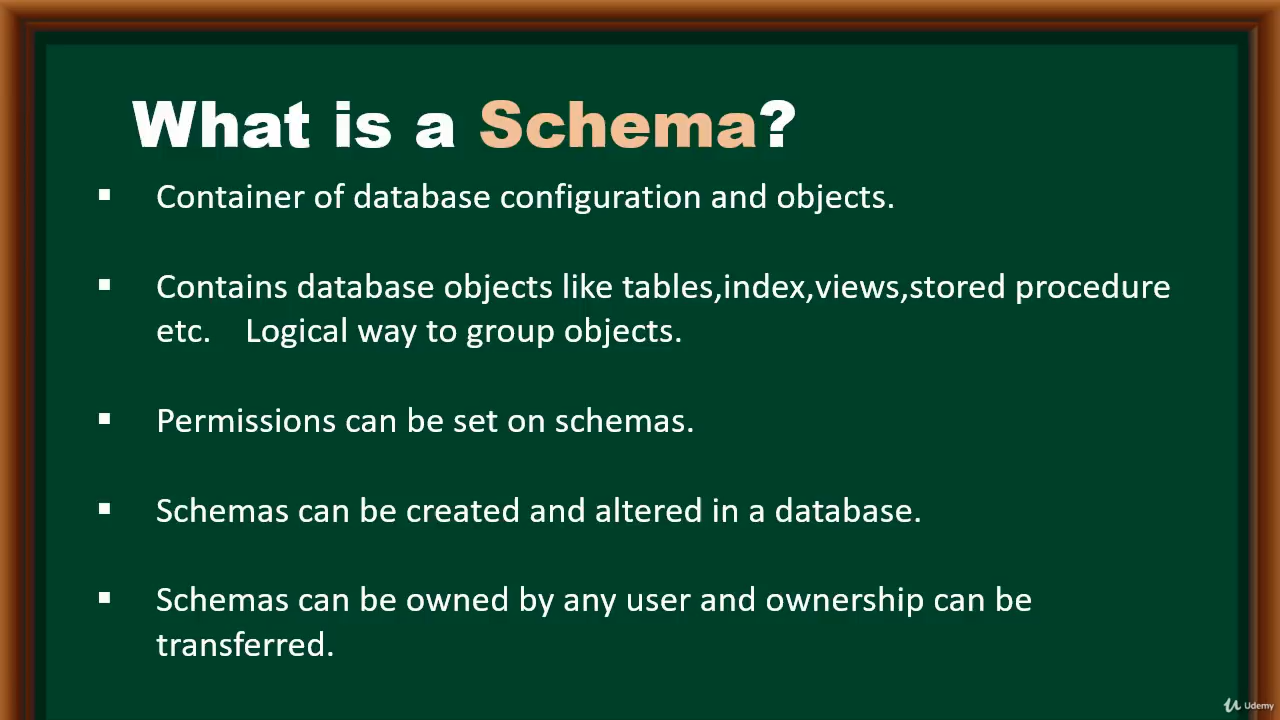 What is a Schema?
▪ Container of database configuration and objects.
▪ Contains database objects like tables,index,views,stored procedure
etc. Logical way to group objects.
▪ Permissions can be set on schemas.
▪ Schemas can be created and altered in a database.
▪ Schemas can be owned by any user and ownership can be
transferred.
Udemy